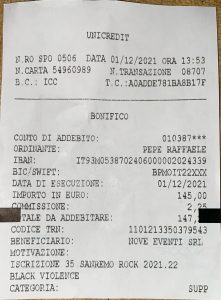 UNICREDIT
N.RO SPO 0506 DATA 01/12/2021 ORA 13:53
N.CARTA 54960989 N.TRANSAZIONE 08707
B.C.: ICC T.C.:A0ADDE781BA8B17F
BONIFICO
CONTO DI ADDEBITO: 010387***
ORDINANTE: PEPE RAFFAELE
IBAN: IT93M0538702406000002024339
BIC/SWIFT: BPMOIT22XXX
DATA DI ESECUZIONE: 01/12/2021
IMPORTO IN EURO: 145,00
COMMISSIONE: 2,25
TOTALE DA ADDEBITARE: 147,
CODICE TRN: 1101213350379543
BENEFICIARIO: NOVE EVENTI SRL
MOTIVAZIONE:
ISCRIZIONE 35 SANREMO ROCK 2021.22
BLACK VIOLENCE
CATEGORIA: SUPP